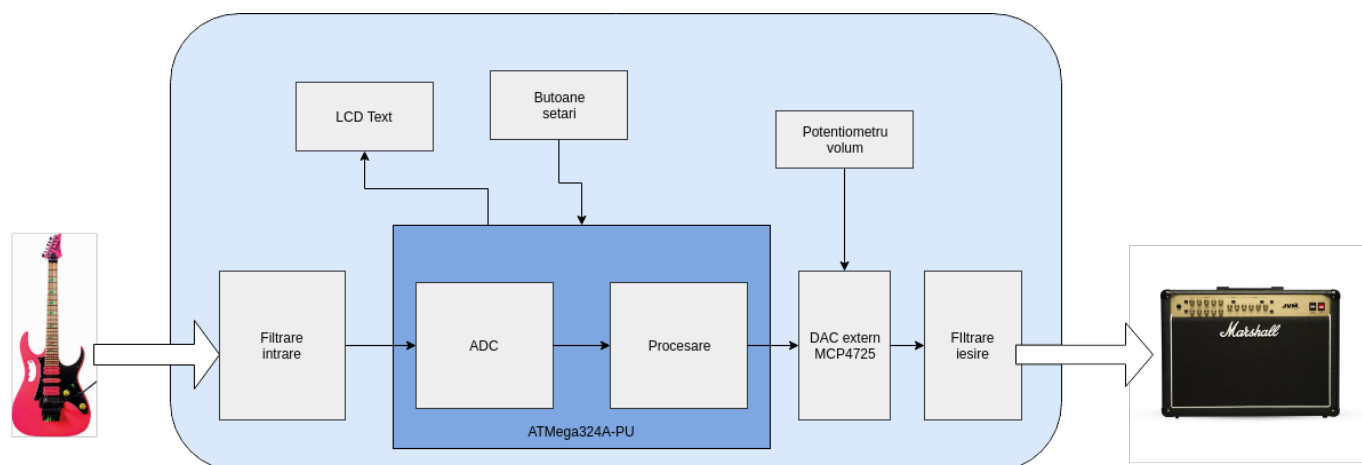 LCD Text
Butoane
setari
Potentiometru
volum
Filtrare
intrare
ADC
Procesare
DAC extern
MCP4725
FIltrare
iesire
ATMega324A-PU
JVM
Marshall